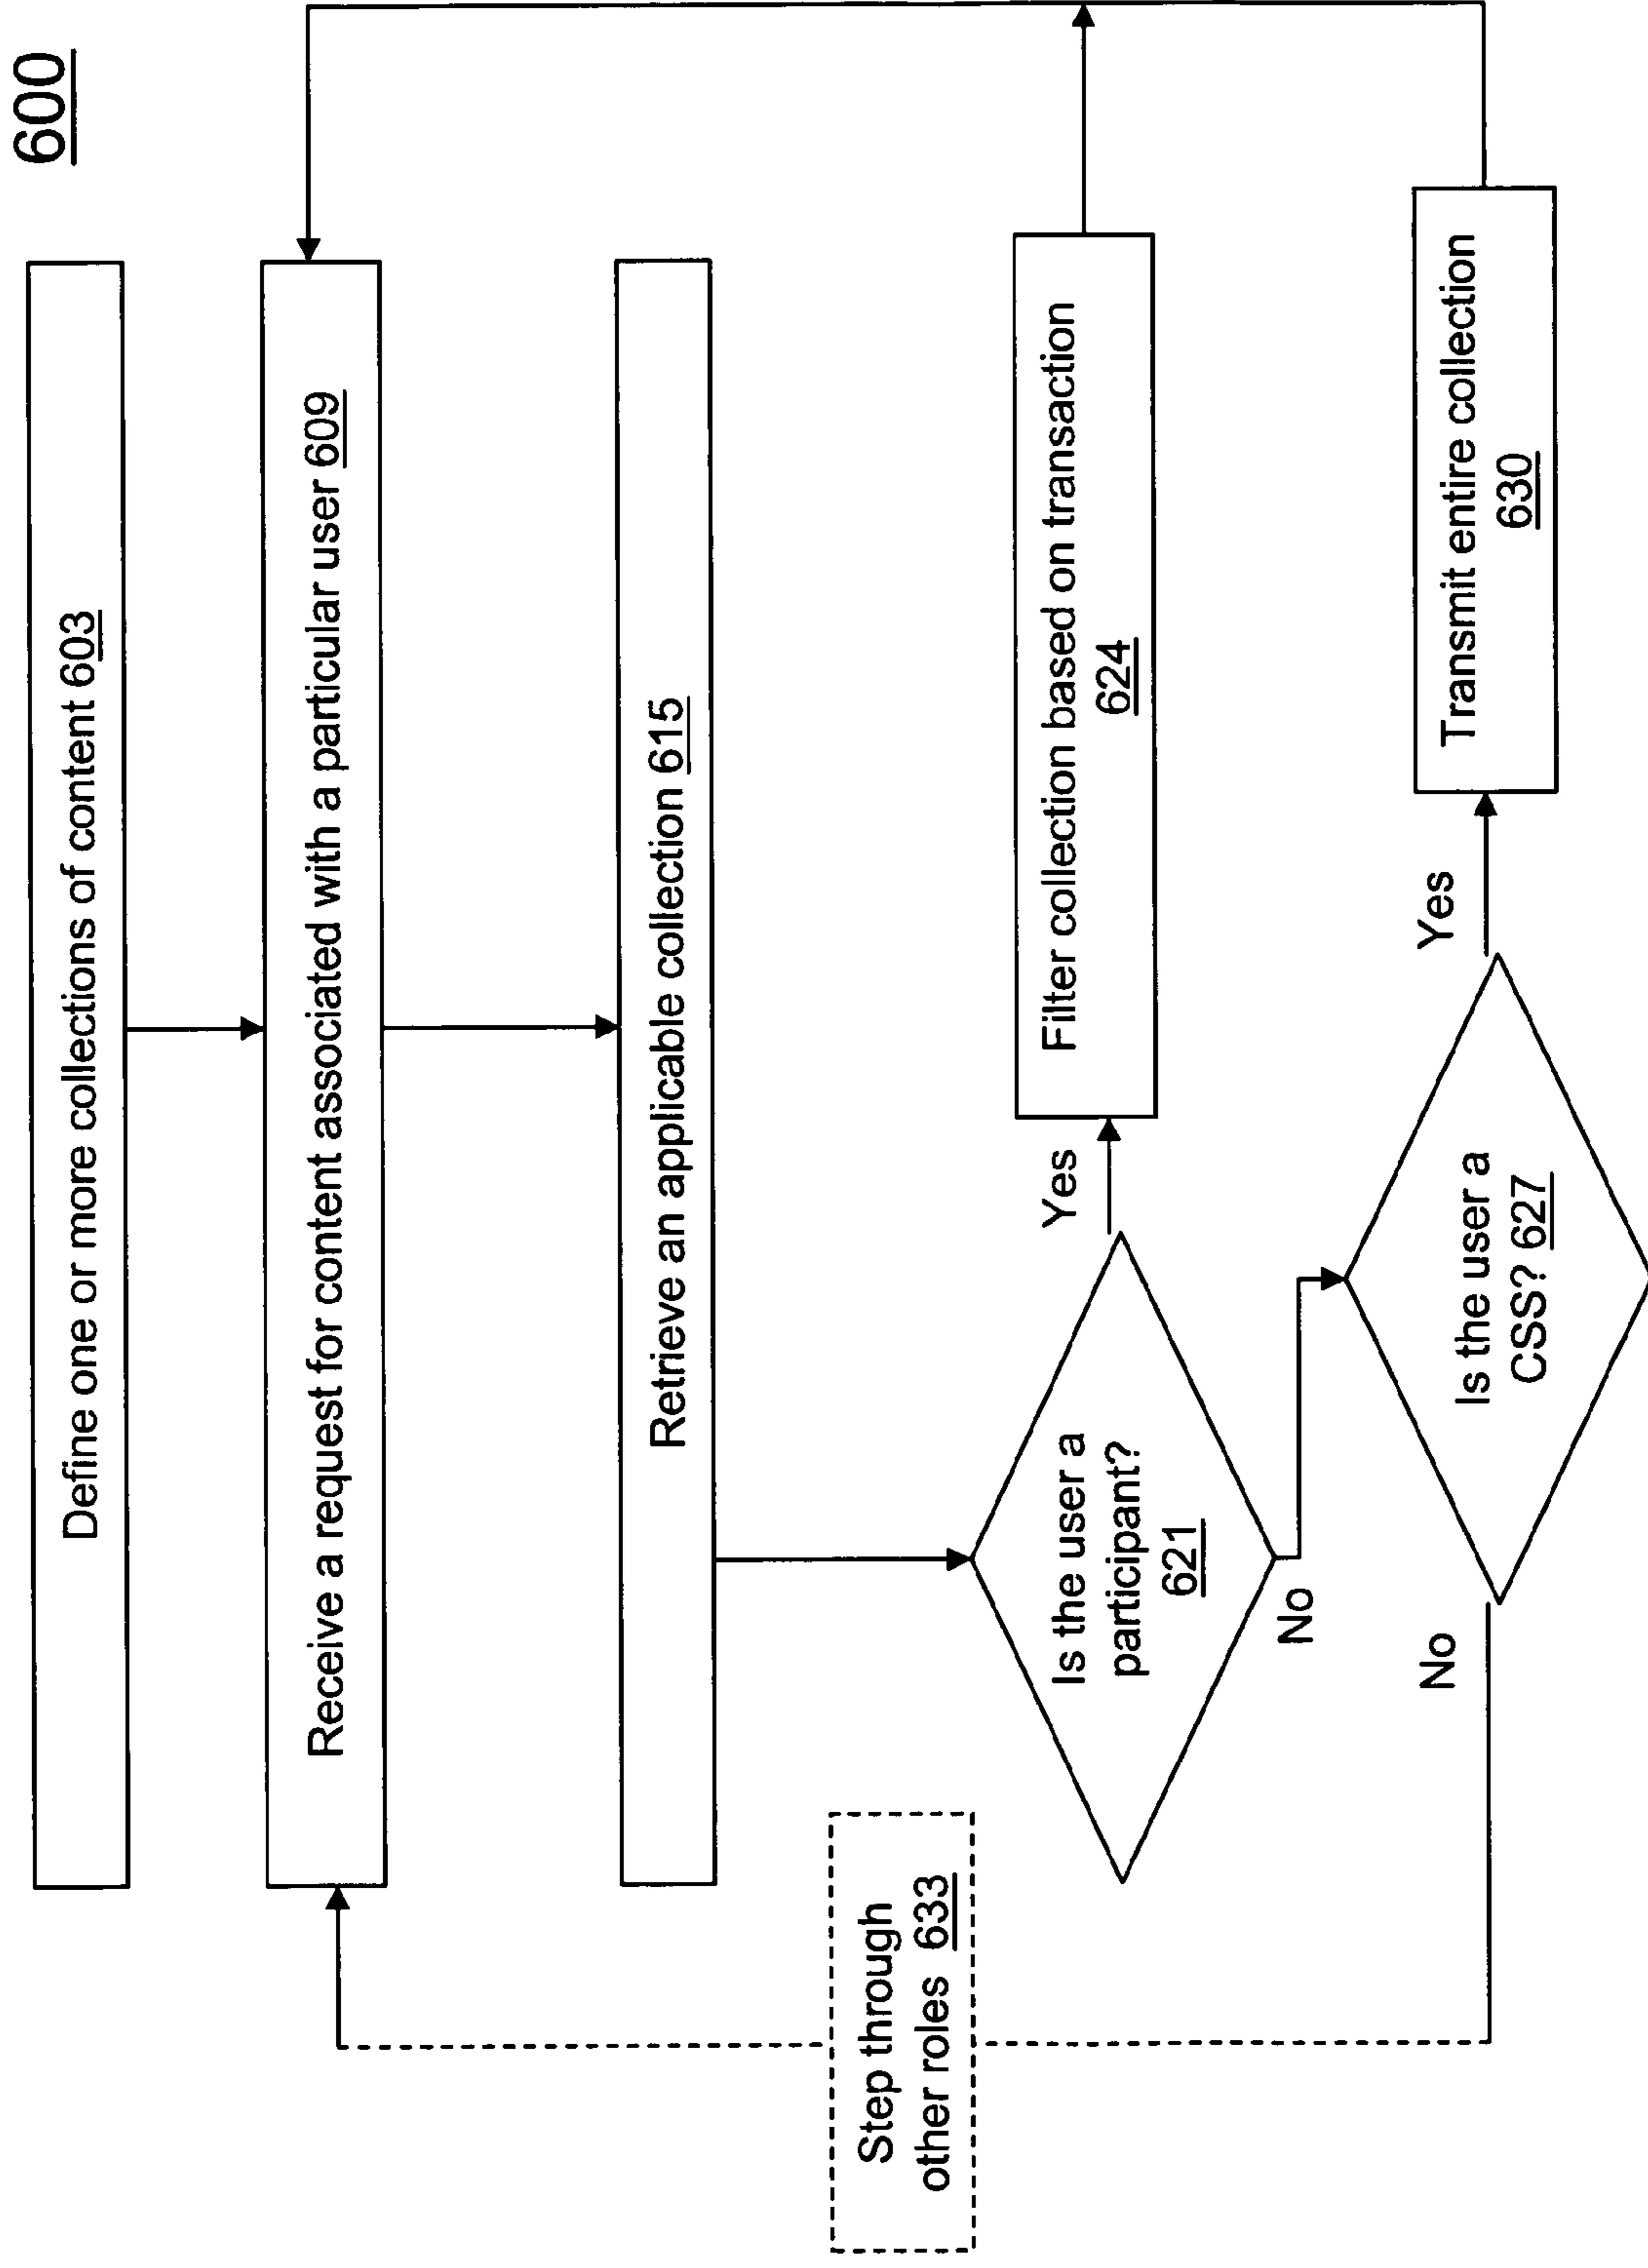 600
Define one or more collections of content 603
Receive a request for content associated with a particular user 609
Retrieve an applicable collection 615
Is the user a
participant?
621
Yes
Filter collection based on transaction
624
No
Is the user a
CSS? 627
Yes
Transmit entire collection
630
No
Step through
other roles 633